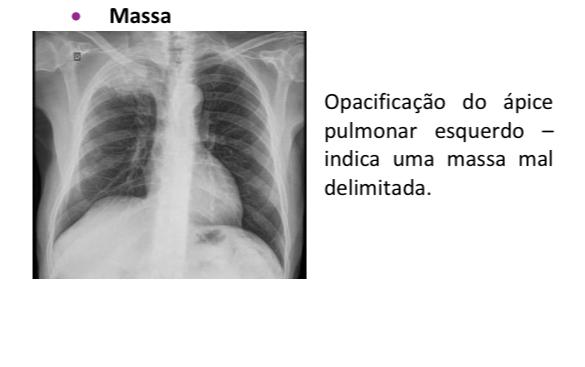 Massa
Opacificação do ápice
pulmonar esquerdo –
indica uma massa mal
delimitada.